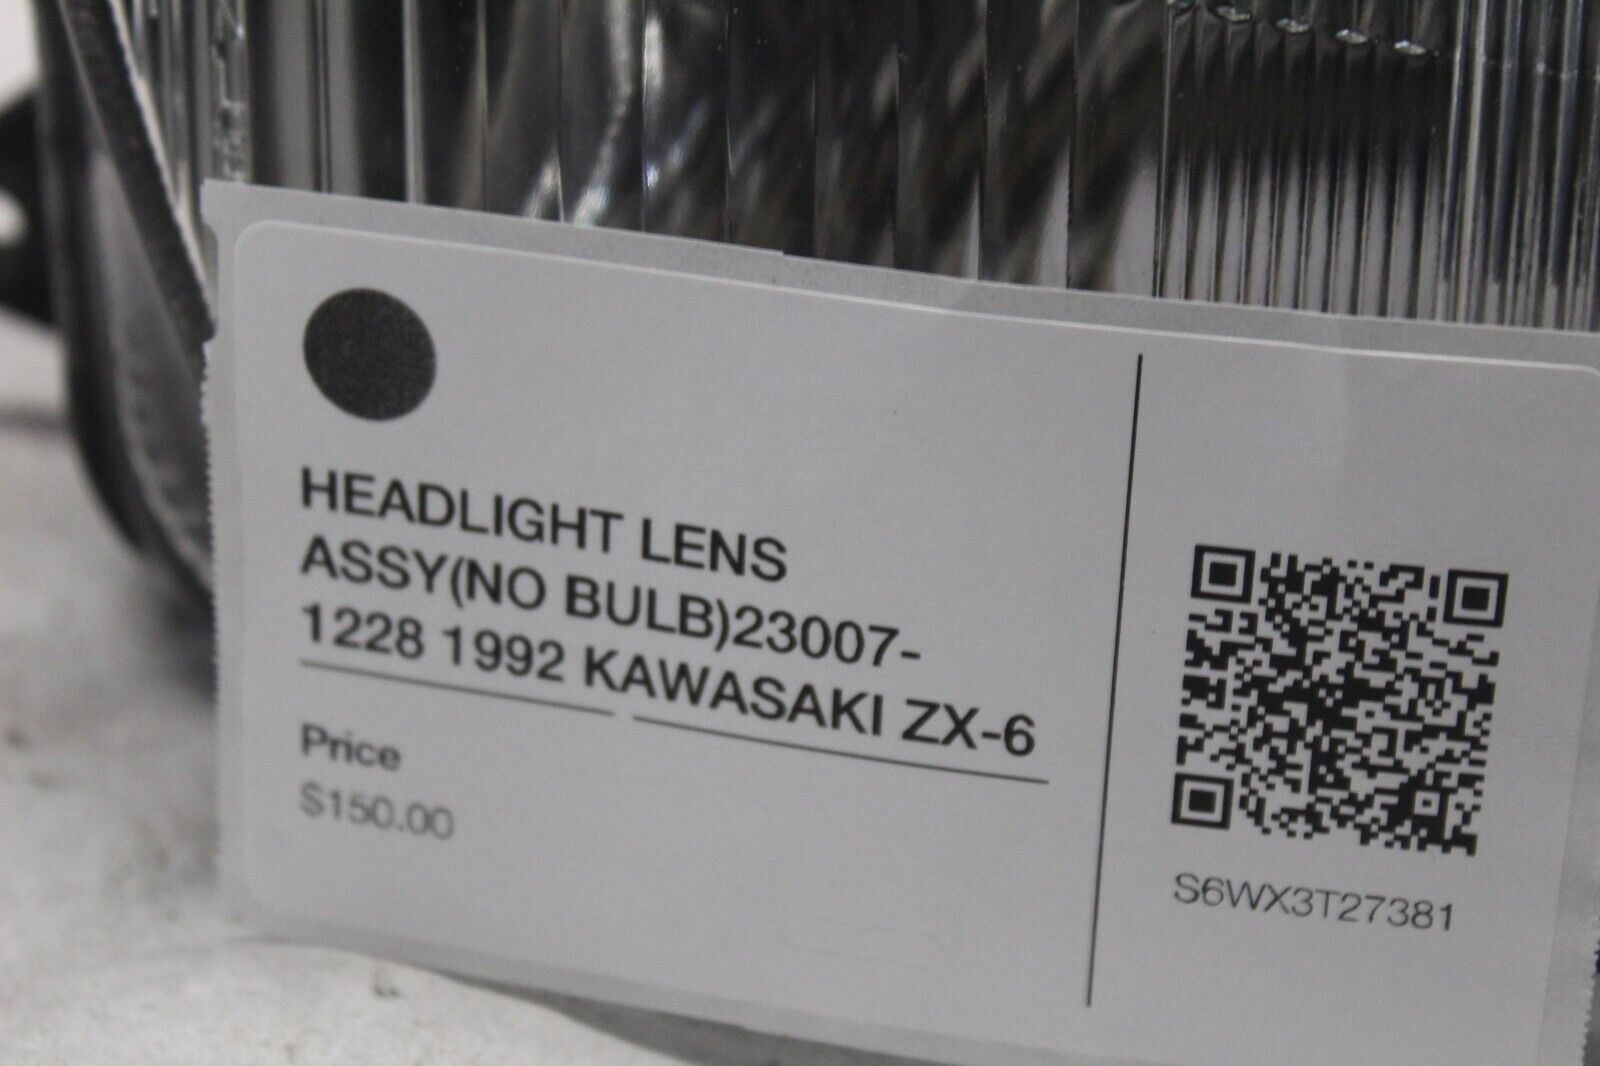 HEADLIGHT LENS
ASSY(NO BULB)23007-
1228 1992 KAWASAKI ZX-6
Price
$150.00
S6WX3T27381